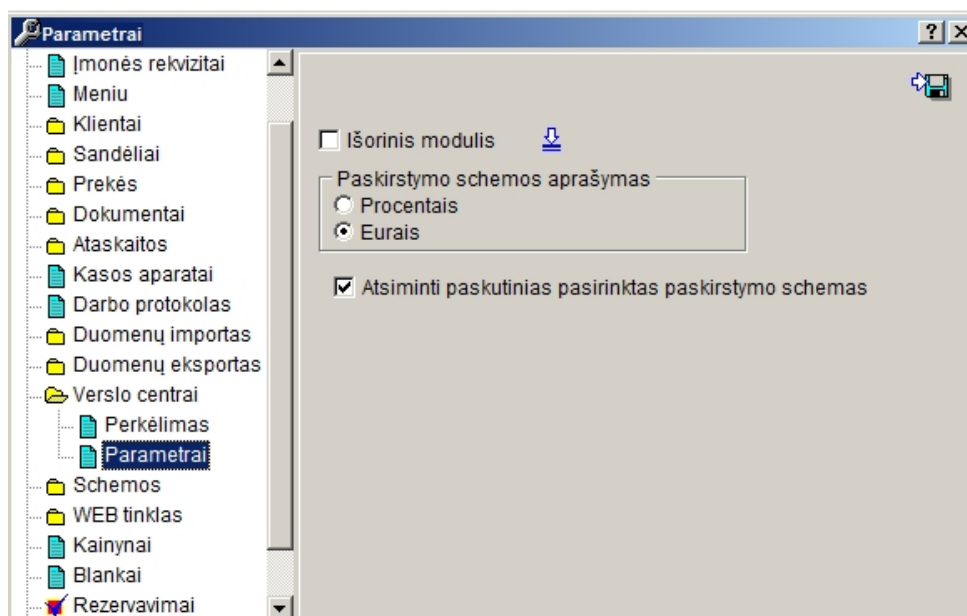 Parametrai
Įmonės rekvizitai
Meniu
Klientai
Sandėliai
Prekės
Dokumentai
Ataskaitos
Kasos aparatai
Darbo protokolas
Duomenų importas
Duomenų eksportas
Verslo centrai
Perkėlimas
Parametrai
Schemos
WEB tinklas
Kainynai
Blankai
Rezervavimai
Išorinis modulis
Paskirstymo schemos aprašymas
Procentais
Eurais
Atsiminti paskutinias pasirinktas paskirstymo schemas